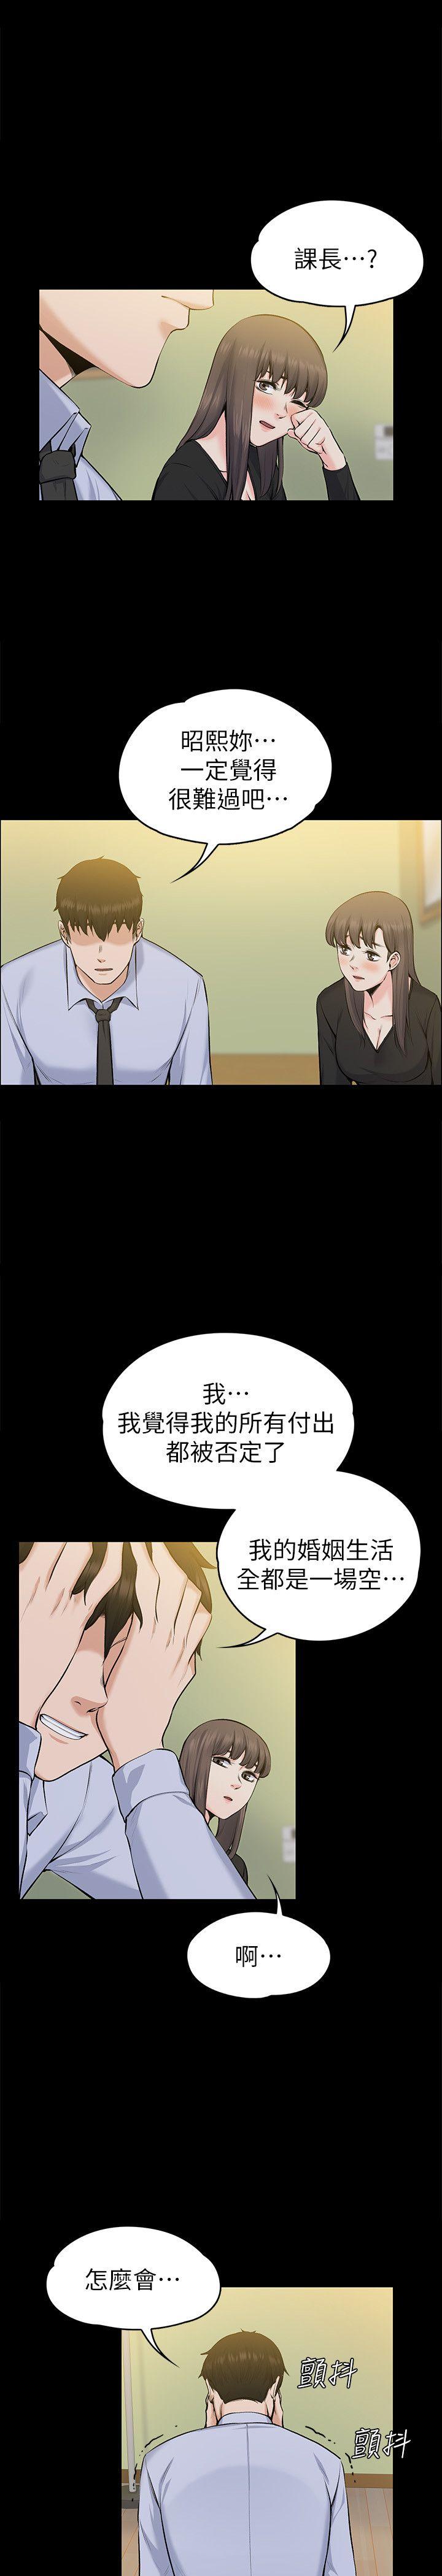 課長…?
昭熙妳…
一定覺得
很難過吧…
我…
我覺得我的所有付出
都被否定了
我的婚姻生活
全都是一場空…
啊…
怎麼會…
顫抖
顫抖